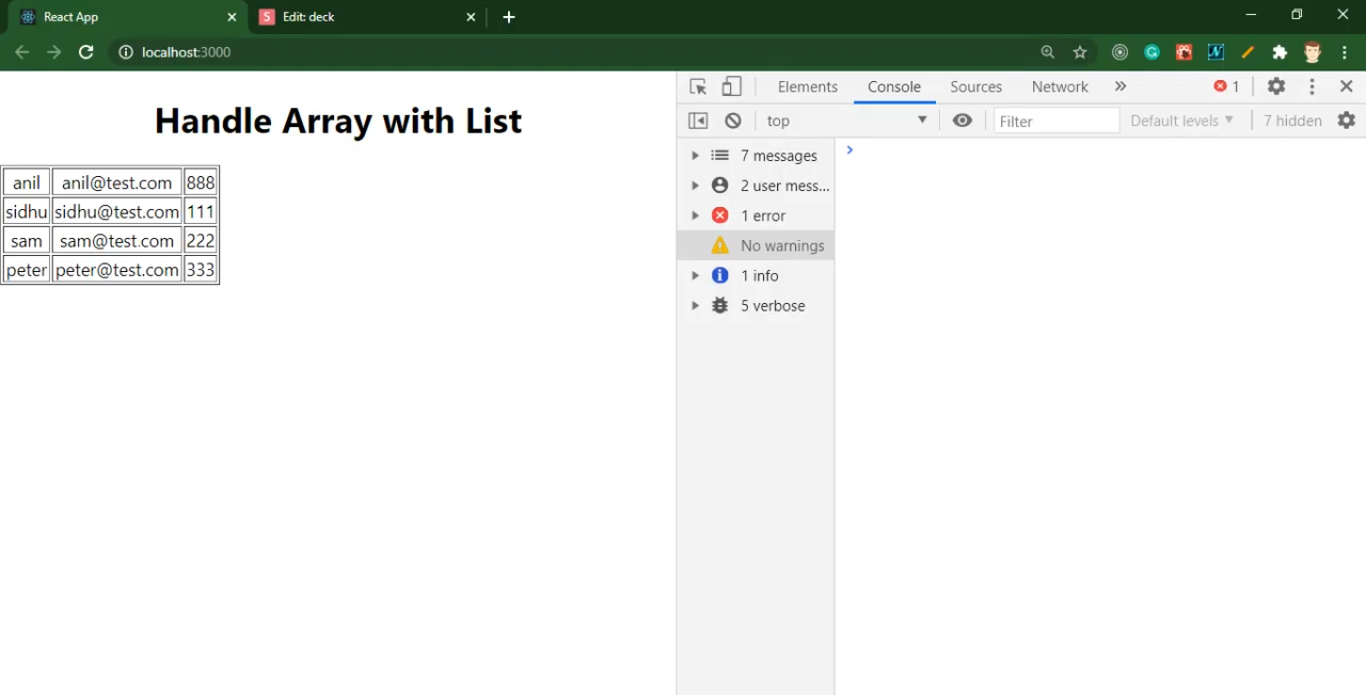 React App
S Edit: deck
localhost:3000
Handle Array with List
anil anil@test.com 888
sidhu sidhu@test.com 111
sam sam@test.com 222
peter peter@test.com 333
Elements Console Sources Network » 1
top Filter Default levels 7 hidden
7 messages
2 user mess...
1 error
No warnings
1 info
5 verbose